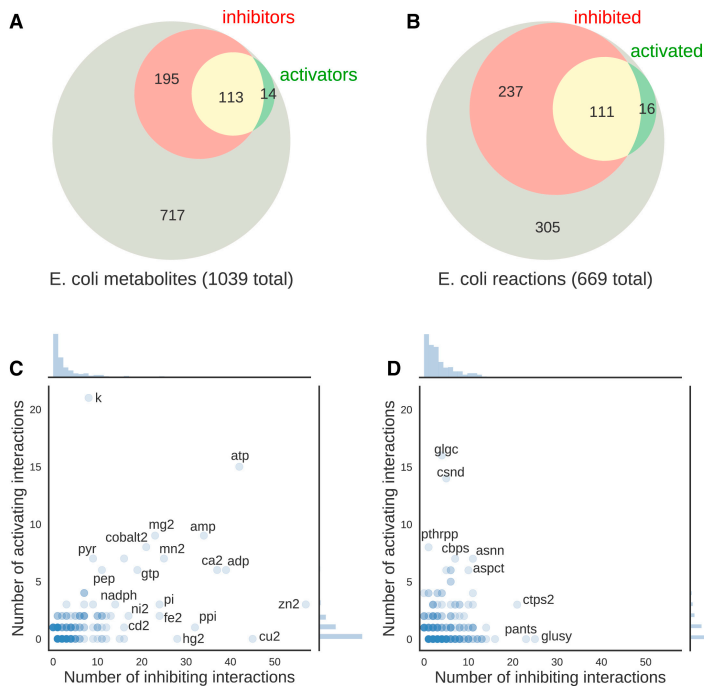 A
inhibitors
activators
195
113
14
717
E. coli metabolites (1039 total)
B
inhibited
activated
237
111
16
305
E. coli reactions (669 total)
C
Number of activating interactions
20
15
10
5
0
k
atp
mg2
amp
cobalt2
mn2
pyr
ca2
adp
pep
gtp
nadph
pi
zn2
ni2
fe2
ppi
cd2
hg2
cu2
0
10
20
30
40
50
Number of inhibiting interactions
D
Number of activating interactions
20
15
10
5
0
glgc
csnd
pthrpp
cbps
asnn
aspct
ctps2
pants
glusy
0
10
20
30
40
50
Number of inhibiting interactions